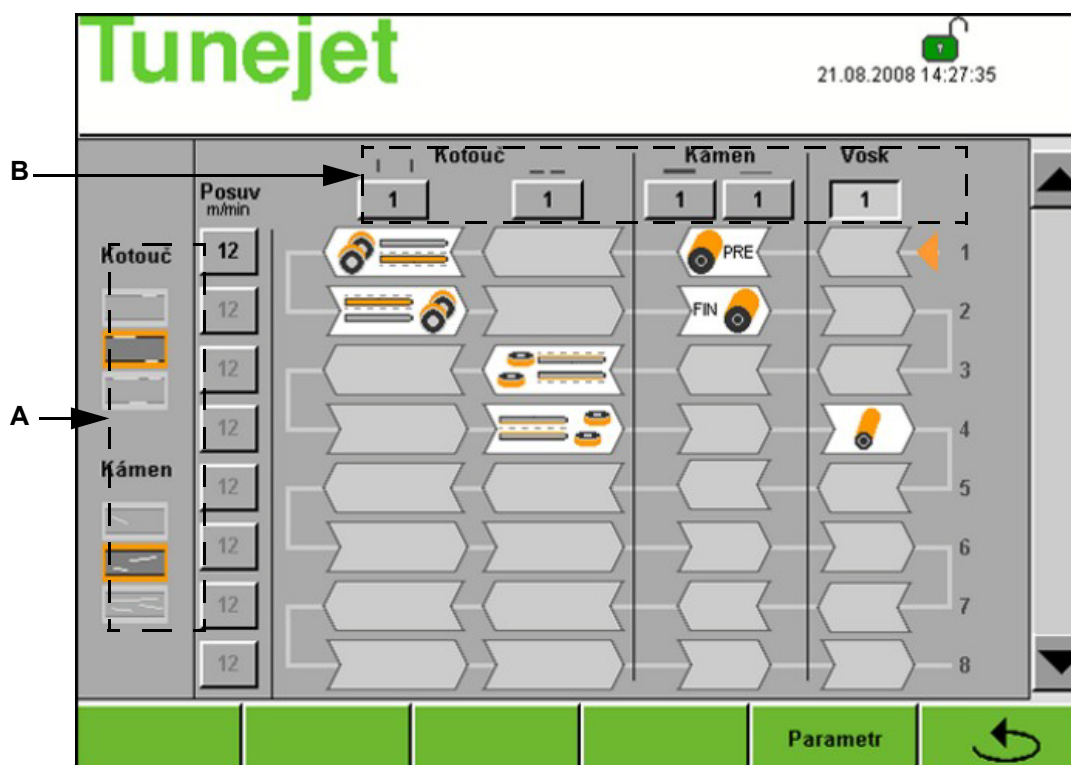 Tunejet
21.08.2008 14:27:35
B
Kotouč Kámen Vosk
Posuv
m/min
1 1 1 1 1
Kotouč
12 PRE 1
12 FIN 2
12 3
A
12 4
Kámen
12 5
12 6
12 7
12 8
Parametr